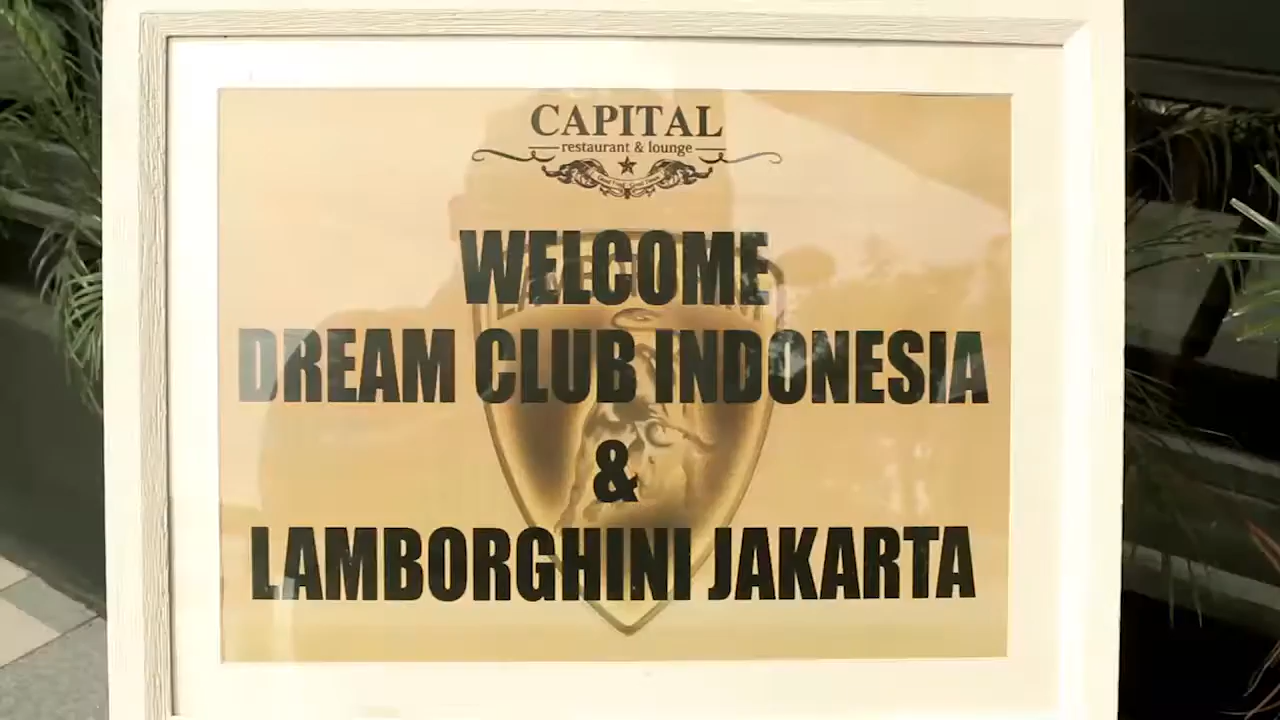 CAPITAL
restaurant & lounge
WELCOME
DREAM CLUB INDONESIA
&
LAMBORGHINI JAKARTA